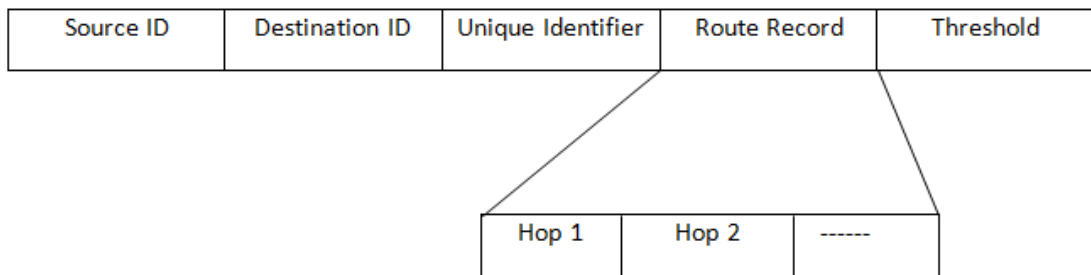 Source ID Destination ID Unique Identifier Route Record Threshold
Hop 1 Hop 2 ------